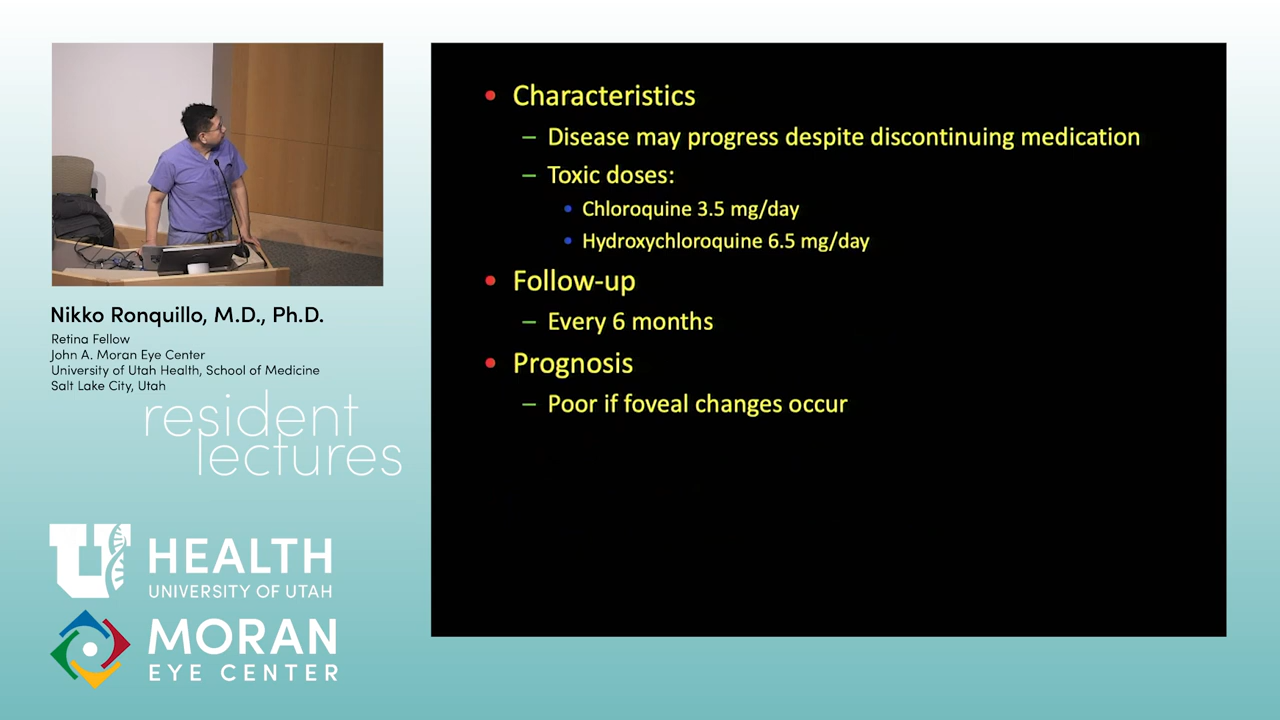 Characteristics
Disease may progress despite discontinuing medication
Toxic doses:
Chloroquine 3.5 mg/day
Hydroxychloroquine 6.5 mg/day
Follow-up
Every 6 months
Prognosis
Poor if foveal changes occur
Nikko Ronquillo, M.D., Ph.D.
Retina Fellow
John A. Moran Eye Center
University of Utah Health, School of Medicine
Salt Lake City, Utah
resident
lectures
U HEALTH
UNIVERSITY OF UTAH
MORAN
EYE CENTER